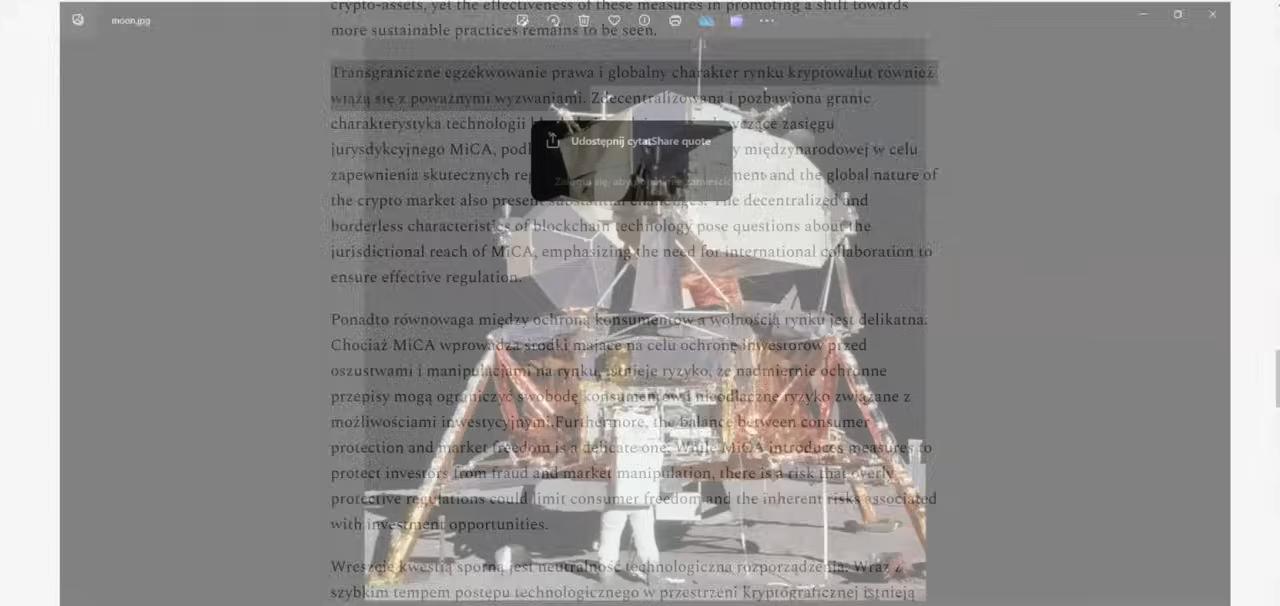 crypto-assets, yet the effectiveness of these measures in promoting a shift towards
moon.jpg
more sustainable practices remains to be seen.
Transgraniczne egzekwowanie prawa i globalny charakter rynku kryptowalut również
wiążą się z poważnymi wyzwaniami. Zdecentralizowana i pozbawiona granic
charakterystyka technologii zasięgu
Udostępnij cytatShare quote
jurysdykcyjnego MiCA, międzynarodowej w celu
zapewnienia skutecznych and the global nature of
Zaloguj się, aby
the crypto market also present substantial challenges. The decentralized and
borderless characteristics of blockchain technology pose questions about the
jurisdictional reach of MiCA, emphasizing the need for international collaboration to
ensure effective regulation.
Ponadto równowaga między ochroną konsumentów a wolnością rynku jest delikatna.
Chociaż MiCA wprowadza środki mające na celu ochronę inwestorów przed
oszustwami i manipulacjami na rynku, istnieje ryzyko, że nadmiernie ochronne
przepisy mogą ograniczyć swobodę konsumentów i nieodłączne ryzyko związane z
możliwościami inwestycyjnymi.Furthermore, the balance between consumer
protection and market freedom is a delicate one. While MiCA introduces measures to
protect investors from fraud and market manipulation, there is a risk that overly
protective regulations could limit consumer freedom and the inherent risks associated
with investment opportunities.
Wreszcie kwestią sporną jest neutralność technologiczna rozporządzenia. Wraz z
szybkim tempem postępu technologicznego w przestrzeni kryptograficznej istnieją